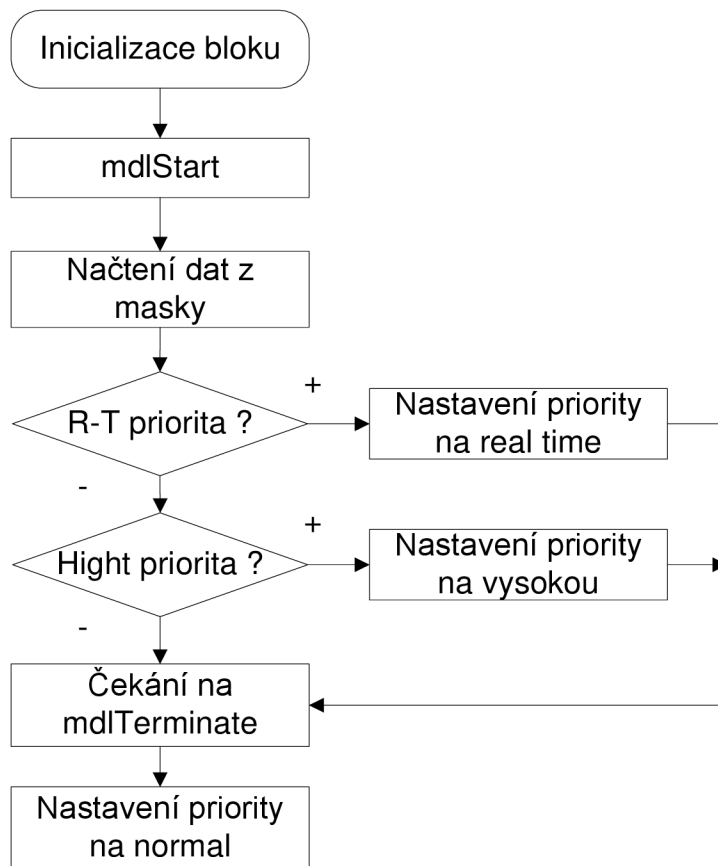 Inicializace bloku
mdlStart
Načtení dat z
masky
R-T priorita ?
+
Nastavení priority
na real time
-
Hight priorita ?
+
Nastavení priority
na vysokou
-
Čekání na
mdlTerminate
Nastavení priority
na normal